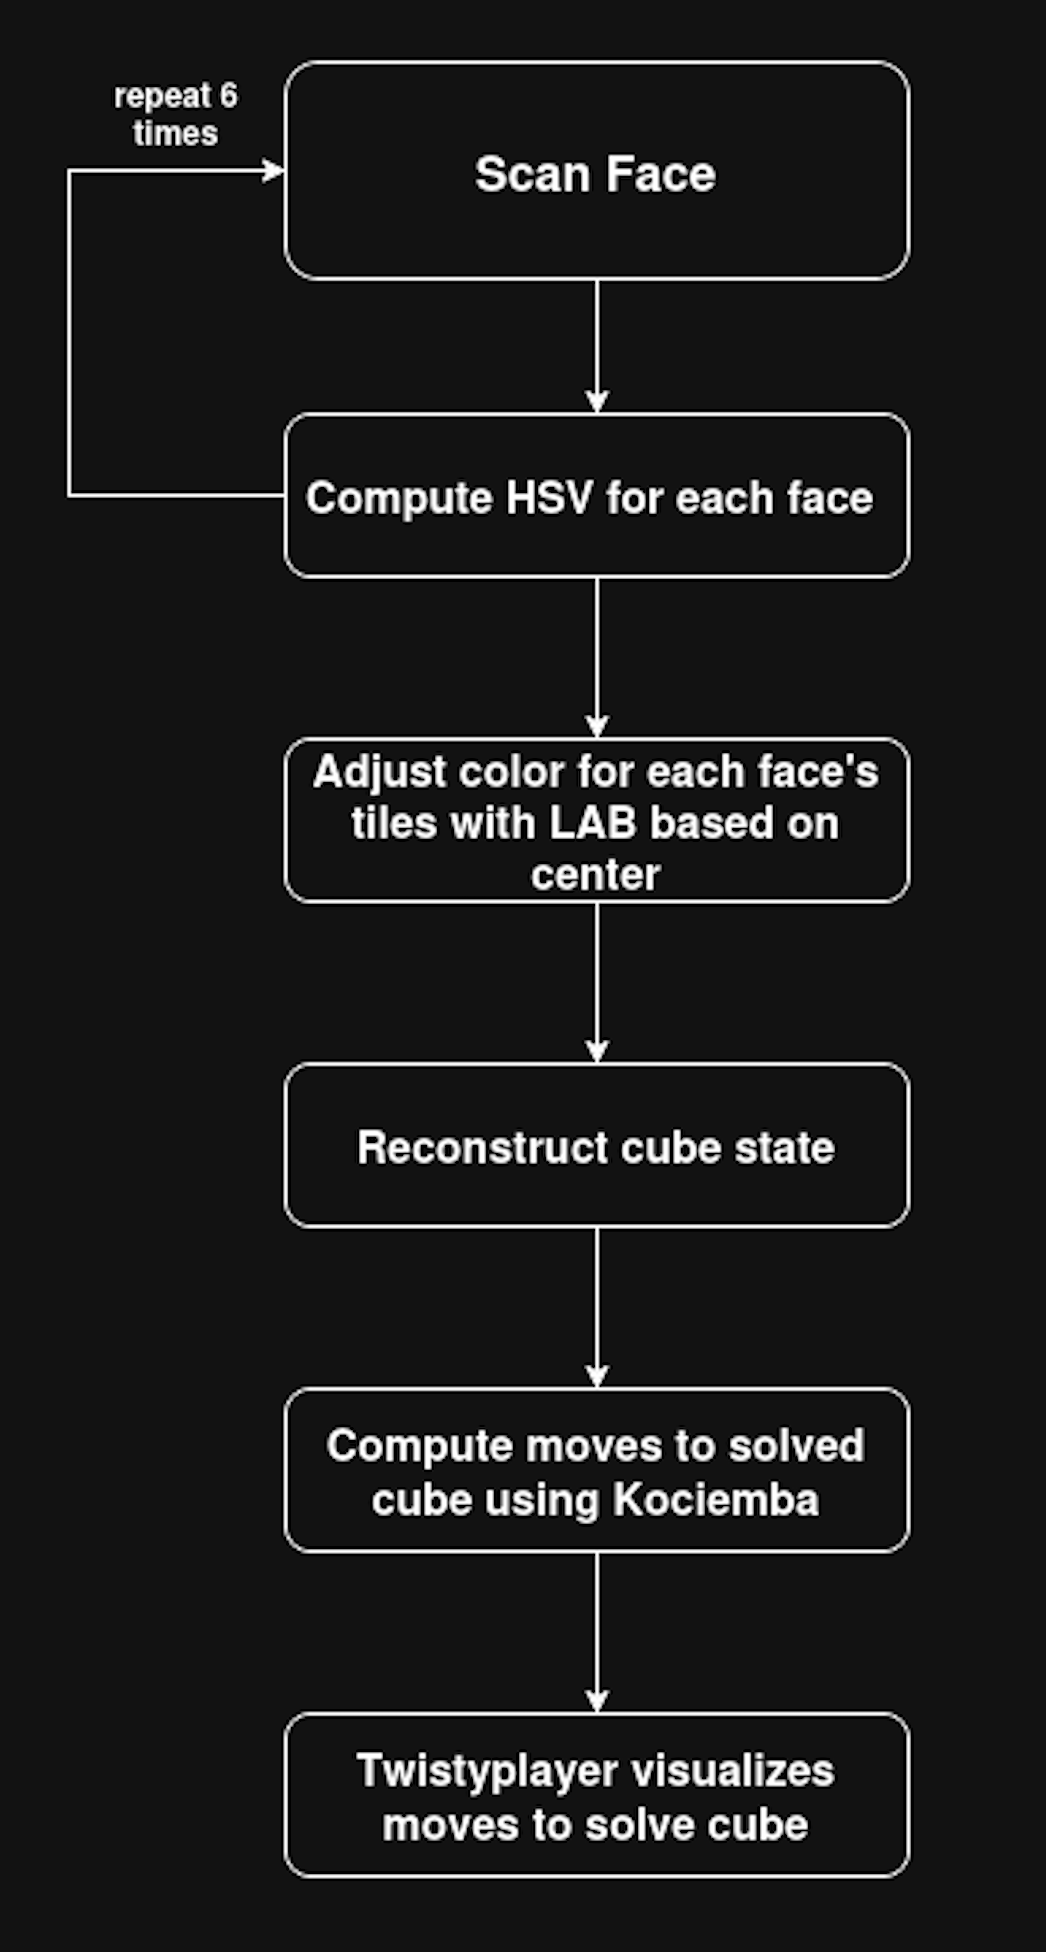 repeat 6
times
Scan Face
Compute HSV for each face
Adjust color for each face's
tiles with LAB based on
center
Reconstruct cube state
Compute moves to solved
cube using Kociemba
Twistyplayer visualizes
moves to solve cube